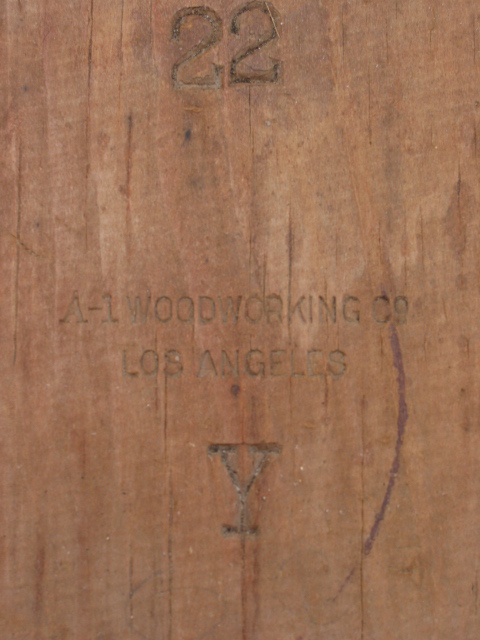 22
A-1 WOODWORKING CO
LOS ANGELES
Y